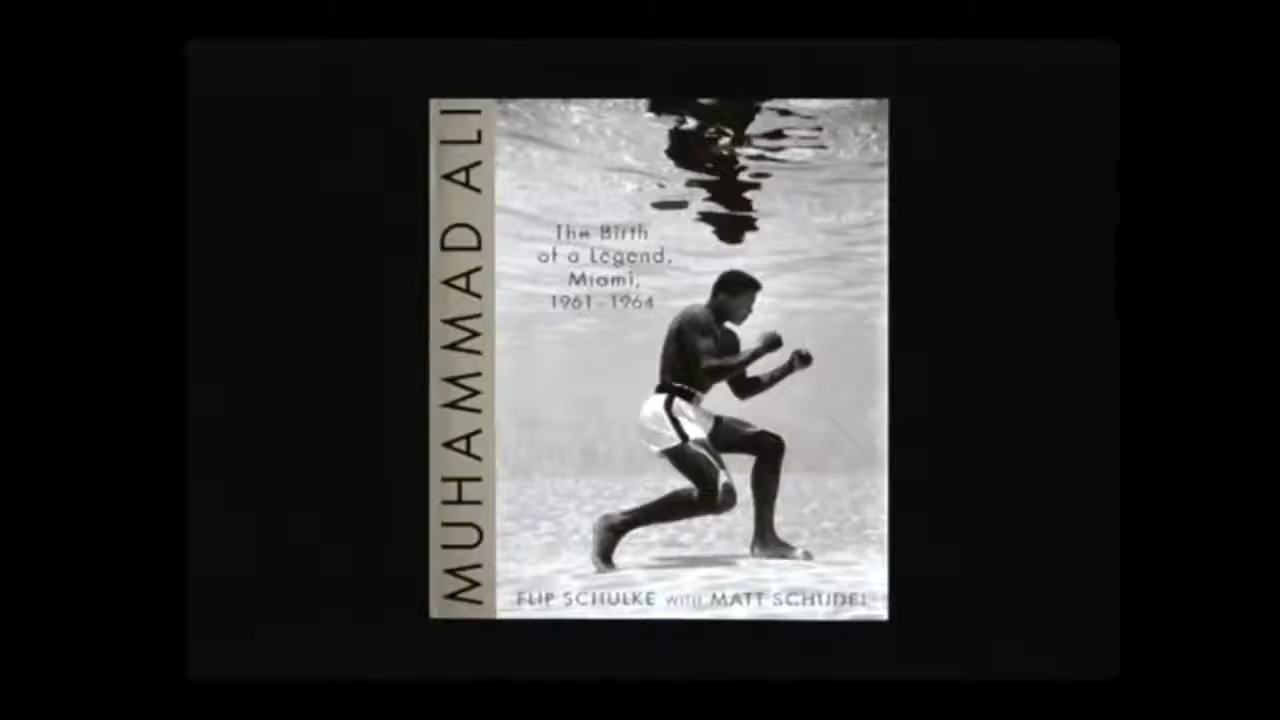 MUHAMMAD ALI
The Birth
of a Legend,
Miami,
1961-1964
FLIP SCHULKE with MATT SCHUDEL